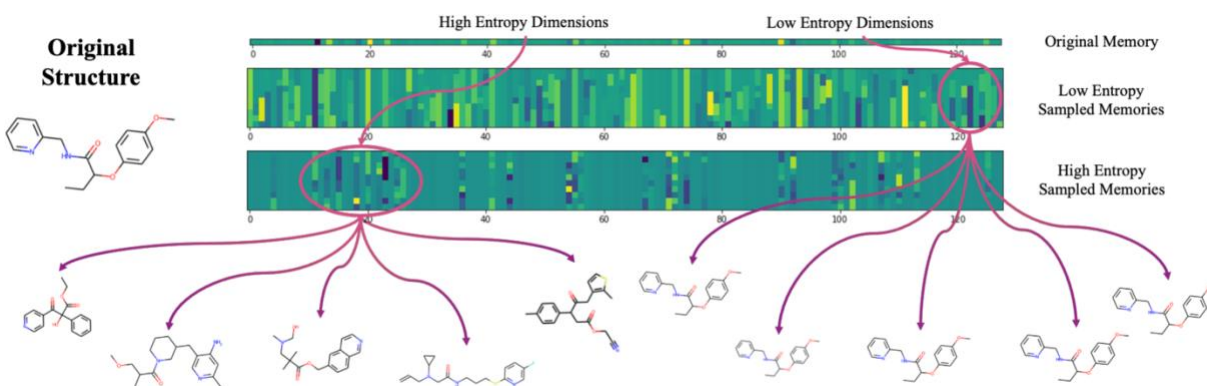 High Entropy Dimensions
Low Entropy Dimensions
Original
Structure
Original Memory
0 20 40 60 80 100 120
Low Entropy
Sampled Memories
0 20 40 60 80 100 120
High Entropy
Sampled Memories
0 20 40 60 80 100 120